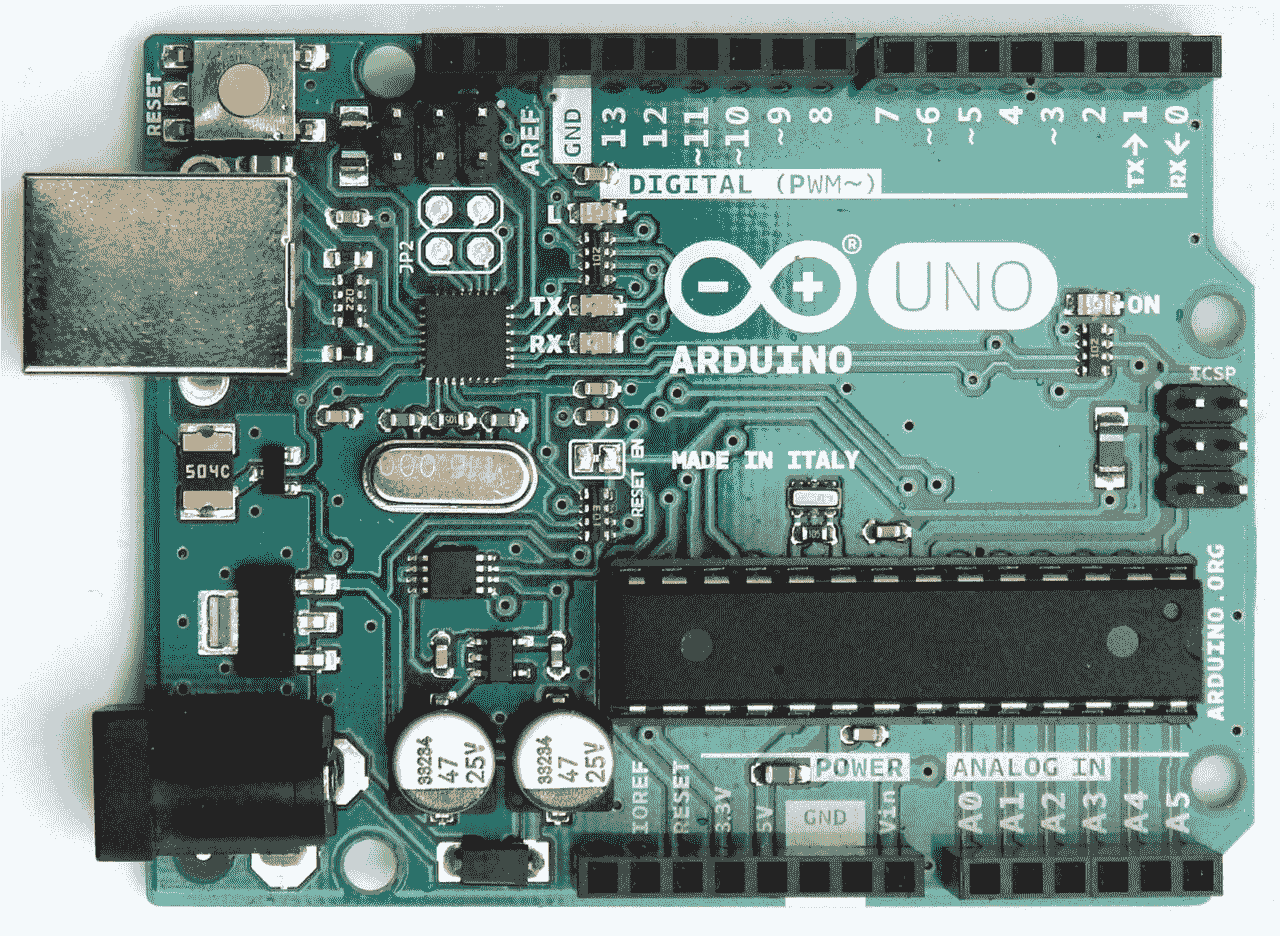 RESET
AREF
GND
13
12
~11
~10
~9
8
7
~6
~5
4
~3
2
TX→1
RX←0
DIGITAL (PWM~)
L
JP2
TX
RX
®
UNO
ARDUINO
ON
ICSP
504C
RESET EN
MADE IN ITALY
ARDUINO.ORG
47
25V
47
25V
POWER
ANALOG IN
IOREF
RESET
3.3V
5V
GND
Vin
A0
A1
A2
A3
A4
A5